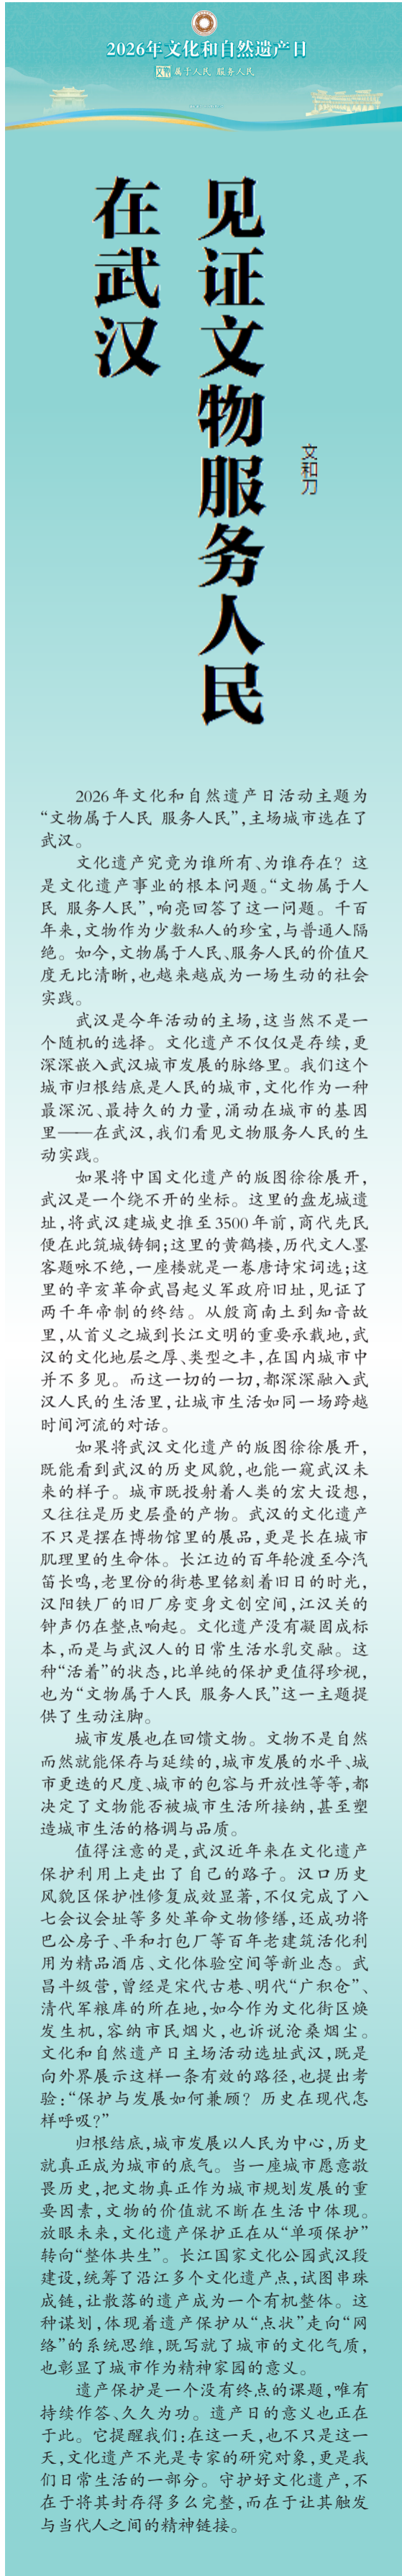 2026年文化和自然遗产日
文物属于人民 服务人民
见证文物服务人民
在武汉
文和刀
2026年文化和自然遗产日活动主题为
“文物属于人民 服务人民”,主场城市选在了
武汉。
文化遗产究竟为谁所有、为谁存在？这
是文化遗产事业的根本问题。“文物属于人
民 服务人民”,响亮回答了这一问题。千百
年来,文物作为少数私人的珍宝,与普通人隔
绝。如今,文物属于人民、服务人民的价值尺
度无比清晰,也越来越成为一场生动的社会
实践。
武汉是今年活动的主场,这当然不是一
个随机的选择。文化遗产不仅仅是存续,更
深深嵌入武汉城市发展的脉络里。我们这个
城市归根结底是人民的城市,文化作为一种
最深沉、最持久的力量,涌动在城市的基因
里——在武汉,我们看见文物服务人民的生
动实践。
如果将中国文化遗产的版图徐徐展开,
武汉是一个绕不开的坐标。这里的盘龙城遗
址,将武汉建城史推至3500年前,商代先民
便在此筑城铸铜;这里的黄鹤楼,历代文人墨
客题咏不绝,一座楼就是一卷唐诗宋词选;这
里的辛亥革命武昌起义军政府旧址,见证了
两千年帝制的终结。从殷商南土到知音故
里,从首义之城到长江文明的重要承载地,武
汉的文化地层之厚、类型之丰,在国内城市中
并不多见。而这一切的一切,都深深融入武
汉人民的生活里,让城市生活如同一场跨越
时间河流的对话。
如果将武汉文化遗产的版图徐徐展开,
既能看到武汉的历史风貌,也能一窥武汉未
来的样子。城市既投射着人类的宏大设想,
又往往是历史层叠的产物。武汉的文化遗产
不只是摆在博物馆里的展品,更是长在城市
肌理里的生命体。长江边的百年轮渡至今汽
笛长鸣,老里份的街巷里铭刻着旧日的时光,
汉阳铁厂的旧厂房变身文创空间,江汉关的
钟声仍在整点响起。文化遗产没有凝固成标
本,而是与武汉人的日常生活水乳交融。这
种“活着”的状态,比单纯的保护更值得珍视,
也为“文物属于人民 服务人民”这一主题提
供了生动注脚。
城市发展也在回馈文物。文物不是自然
而然就能保存与延续的,城市发展的水平、城
市更迭的尺度、城市的包容与开放性等等,都
决定了文物能否被城市生活所接纳,甚至塑
造城市生活的格调与品质。
值得注意的是,武汉近年来在文化遗产
保护利用上走出了自己的路子。汉口历史
风貌区保护性修复成效显著,不仅完成了八
七会议会址等多处革命文物修缮,还成功将
巴公房子、平和打包厂等百年老建筑活化利
用为精品酒店、文化体验空间等新业态。武
昌斗级营,曾经是宋代古巷、明代“广积仓”、
清代军粮库的所在地,如今作为文化街区焕
发生机,容纳市民烟火,也诉说沧桑烟尘。
文化和自然遗产日主场活动选址武汉,既是
向外界展示这样一条有效的路径,也提出考
验:“保护与发展如何兼顾？历史在现代怎
样呼吸?”
归根结底,城市发展以人民为中心,历史
就真正成为城市的底气。当一座城市愿意敬
畏历史,把文物真正作为城市规划发展的重
要因素,文物的价值就不断在生活中体现。
放眼未来,文化遗产保护正在从“单项保护”
转向“整体共生”。长江国家文化公园武汉段
建设,统筹了沿江多个文化遗产点,试图串珠
成链,让散落的遗产成为一个有机整体。这
种谋划,体现着遗产保护从“点状”走向“网
络”的系统思维,既写就了城市的文化气质,
也彰显了城市作为精神家园的意义。
遗产保护是一个没有终点的课题,唯有
持续作答、久久为功。遗产日的意义也正在
于此。它提醒我们:在这一天,也不只是这一
天,文化遗产不光是专家的研究对象,更是我
们日常生活的一部分。守护好文化遗产,不
在于将其封存得多么完整,而在于让其触发
与当代人之间的精神链接。